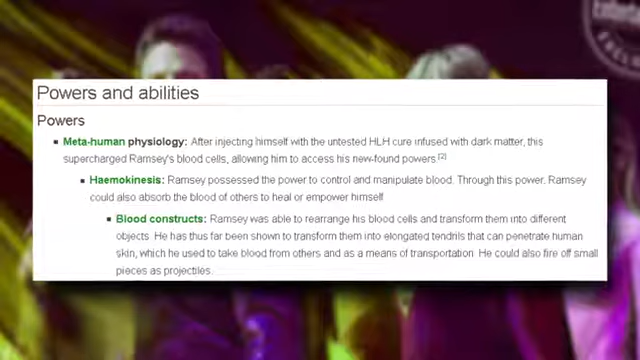 Powers and abilities
Powers
Meta-human physiology: After injecting himself with the untested HLH cure infused with dark matter, this
supercharged Ramsey's blood cells, allowing him to access his new-found powers.[2]
Haemokinesis: Ramsey possessed the power to control and manipulate blood. Through this power, Ramsey
could also absorb the blood of others to heal or empower himself
Blood constructs: Ramsey was able to rearrange his blood cells and transform them into different
objects. He has thus far been shown to transform them into elongated tendrils that can penetrate human
skin, which he used to take blood from others and as a means of transportation. He could also fire off small
pieces as projectiles.